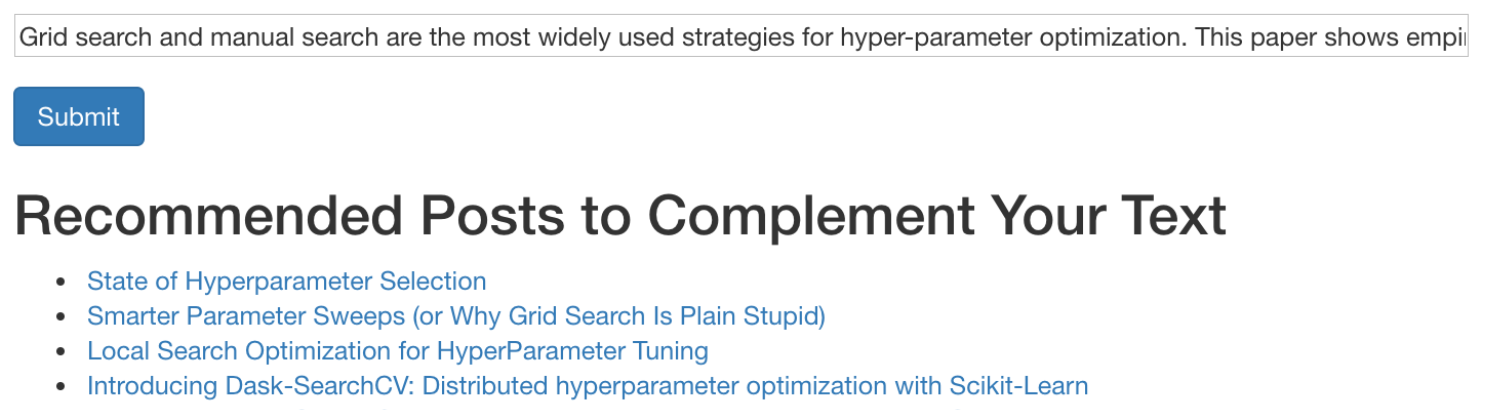 Grid search and manual search are the most widely used strategies for hyper-parameter optimization. This paper shows
Submit
Recommended Posts to Complement Your Text
• State of Hyperparameter Selection
• Smarter Parameter Sweeps (or Why Grid Search Is Plain Stupid)
• Local Search Optimization for HyperParameter Tuning
• Introducing Dask-SearchCV: Distributed hyperparameter optimization with Scikit-Learn